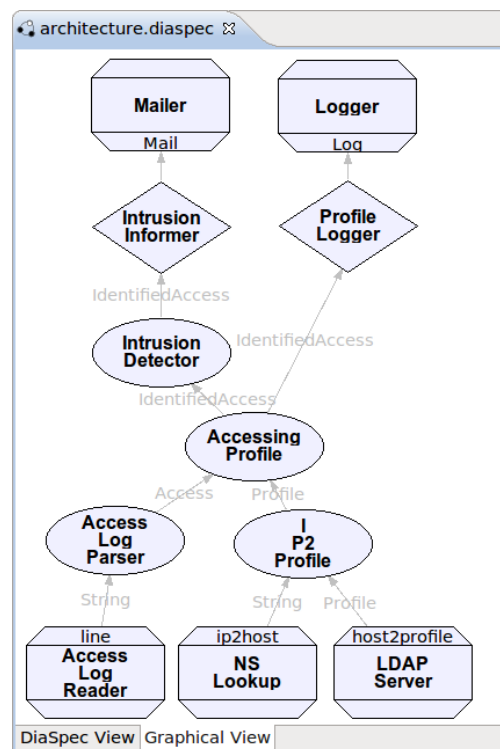 architecture.diaspec
Mailer
Logger
Mail
Log
Intrusion
Informer
Profile
Logger
IdentifiedAccess
Intrusion
Detector
IdentifiedAccess
IdentifiedAccess
Accessing
Profile
Access
Profile
Access
Log
Parser
I
P2
Profile
String
String
Profile
line
ip2host
host2profile
Access
Log
Reader
NS
Lookup
LDAP
Server
DiaSpec View
Graphical View